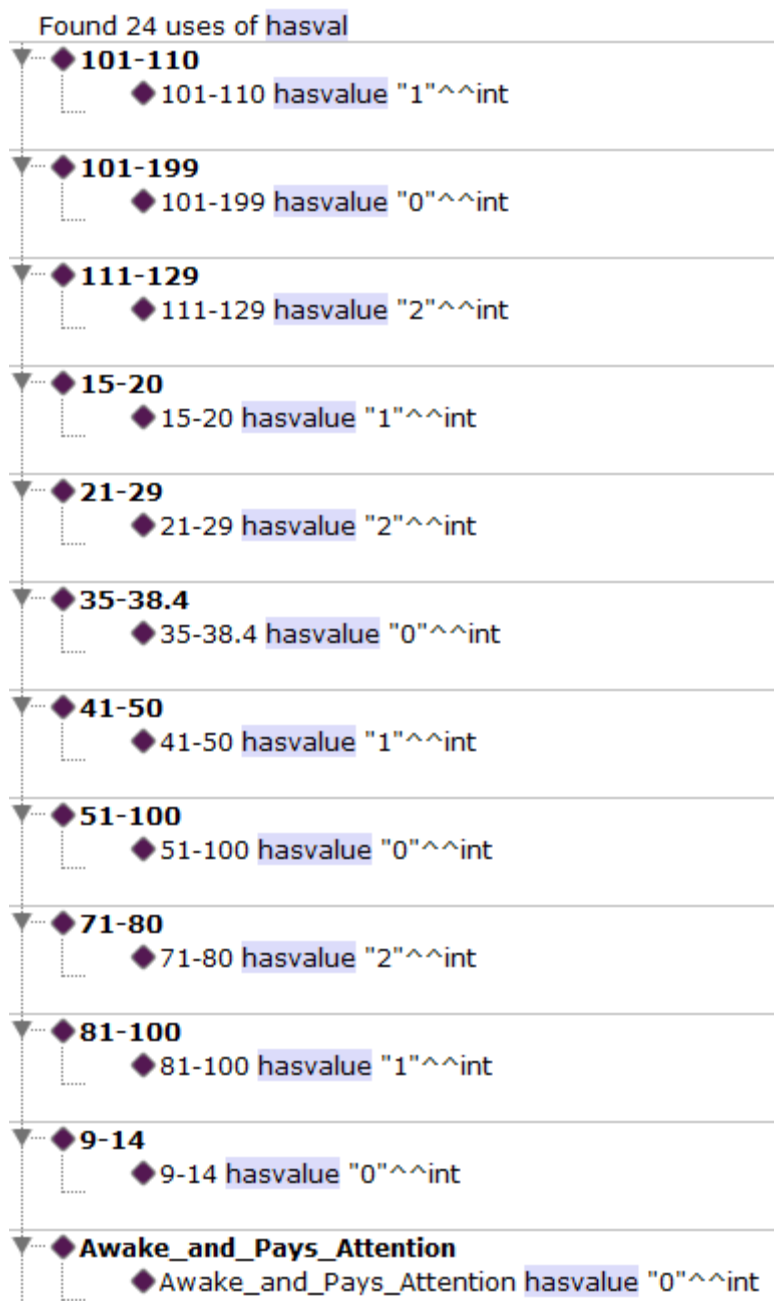 Found 24 uses of hasval
101-110
101-110 hasvalue "1"^^int
101-199
101-199 hasvalue "0"^^int
111-129
111-129 hasvalue "2"^^int
15-20
15-20 hasvalue "1"^^int
21-29
21-29 hasvalue "2"^^int
35-38.4
35-38.4 hasvalue "0"^^int
41-50
41-50 hasvalue "1"^^int
51-100
51-100 hasvalue "0"^^int
71-80
71-80 hasvalue "2"^^int
81-100
81-100 hasvalue "1"^^int
9-14
9-14 hasvalue "0"^^int
Awake_and_Pays_Attention
Awake_and_Pays_Attention hasvalue "0"^^int